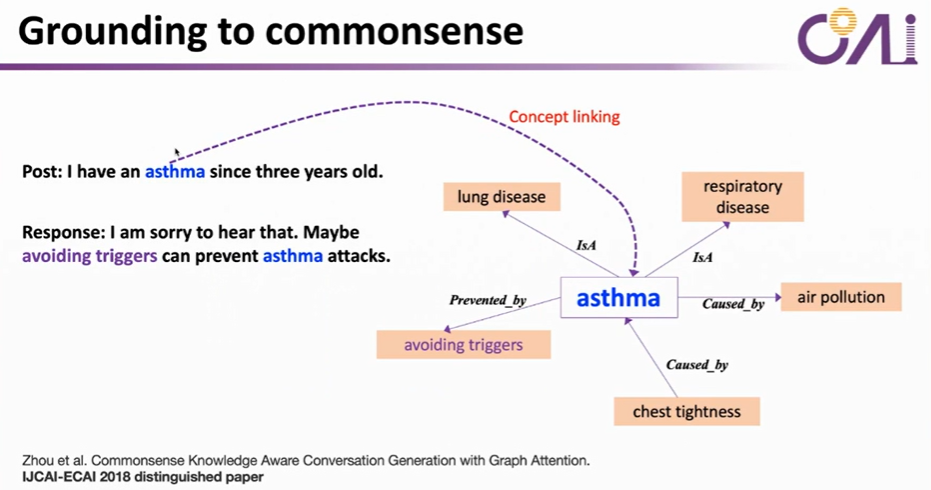 Grounding to commonsense
COAI
Concept linking
Post: I have an asthma since three years old.
Response: I am sorry to hear that. Maybe
avoiding triggers can prevent asthma attacks.
lung disease
respiratory
disease
IsA
IsA
asthma
Prevented_by
Caused_by
air pollution
avoiding triggers
Caused_by
chest tightness
Zhou et al. Commonsense Knowledge Aware Conversation Generation with Graph Attention.
IJCAI-ECAI 2018 distinguished paper